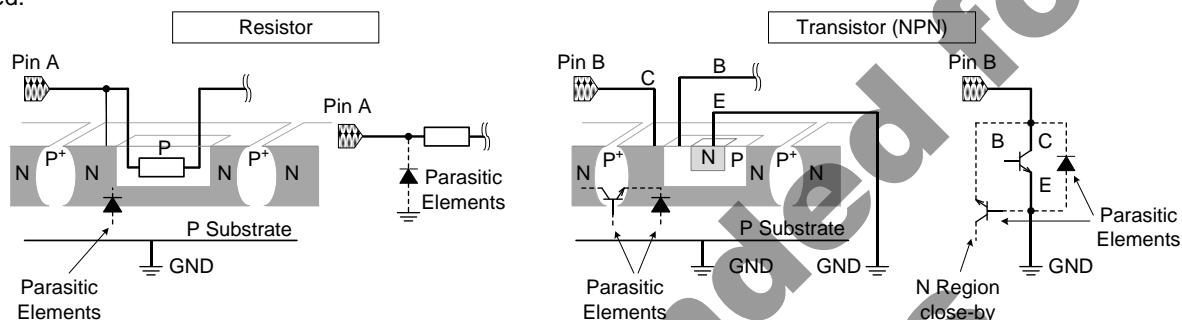 ed.
Resistor
Transistor (NPN)
Pin A
Pin A
N
P+
N
P
N
P+
N
Parasitic
Elements
P Substrate
GND
Parasitic
Elements
Pin B
C
B
E
N
P+
N
P
N
P+
N
P Substrate
GND
GND
Parasitic
Elements
Pin B
B
C
E
Parasitic
Elements
GND
N Region
close-by